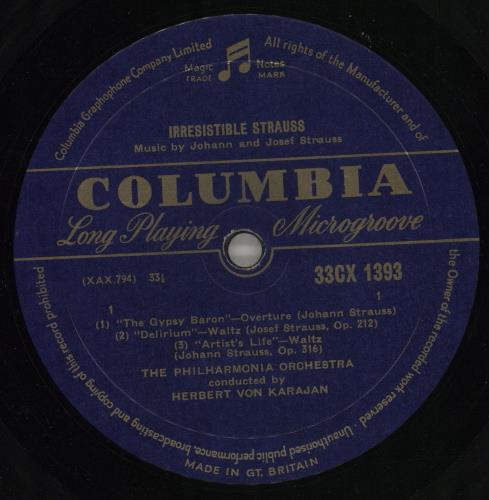 Columbia Graphophone Company Limited
Magic Notes
TRADE MARK
All rights of the Manufacturer and of
the Owner of the recorded work reserved - Unauthorised public performance, broadcasting and copying of this record prohibited
IRRESISTIBLE STRAUSS
Music by Johann and Josef Strauss
COLUMBIA
Long Playing Microgroove
(XAX.794) 33⅓
33CX 1393
1 1
(1) "The Gypsy Baron"—Overture (Johann Strauss)
(2) "Delirium"—Waltz (Josef Strauss, Op. 212)
(3) "Artist's Life"—Waltz
(Johann Strauss, Op. 316)
THE PHILHARMONIA ORCHESTRA
conducted by
HERBERT VON KARAJAN
MADE IN GT. BRITAIN